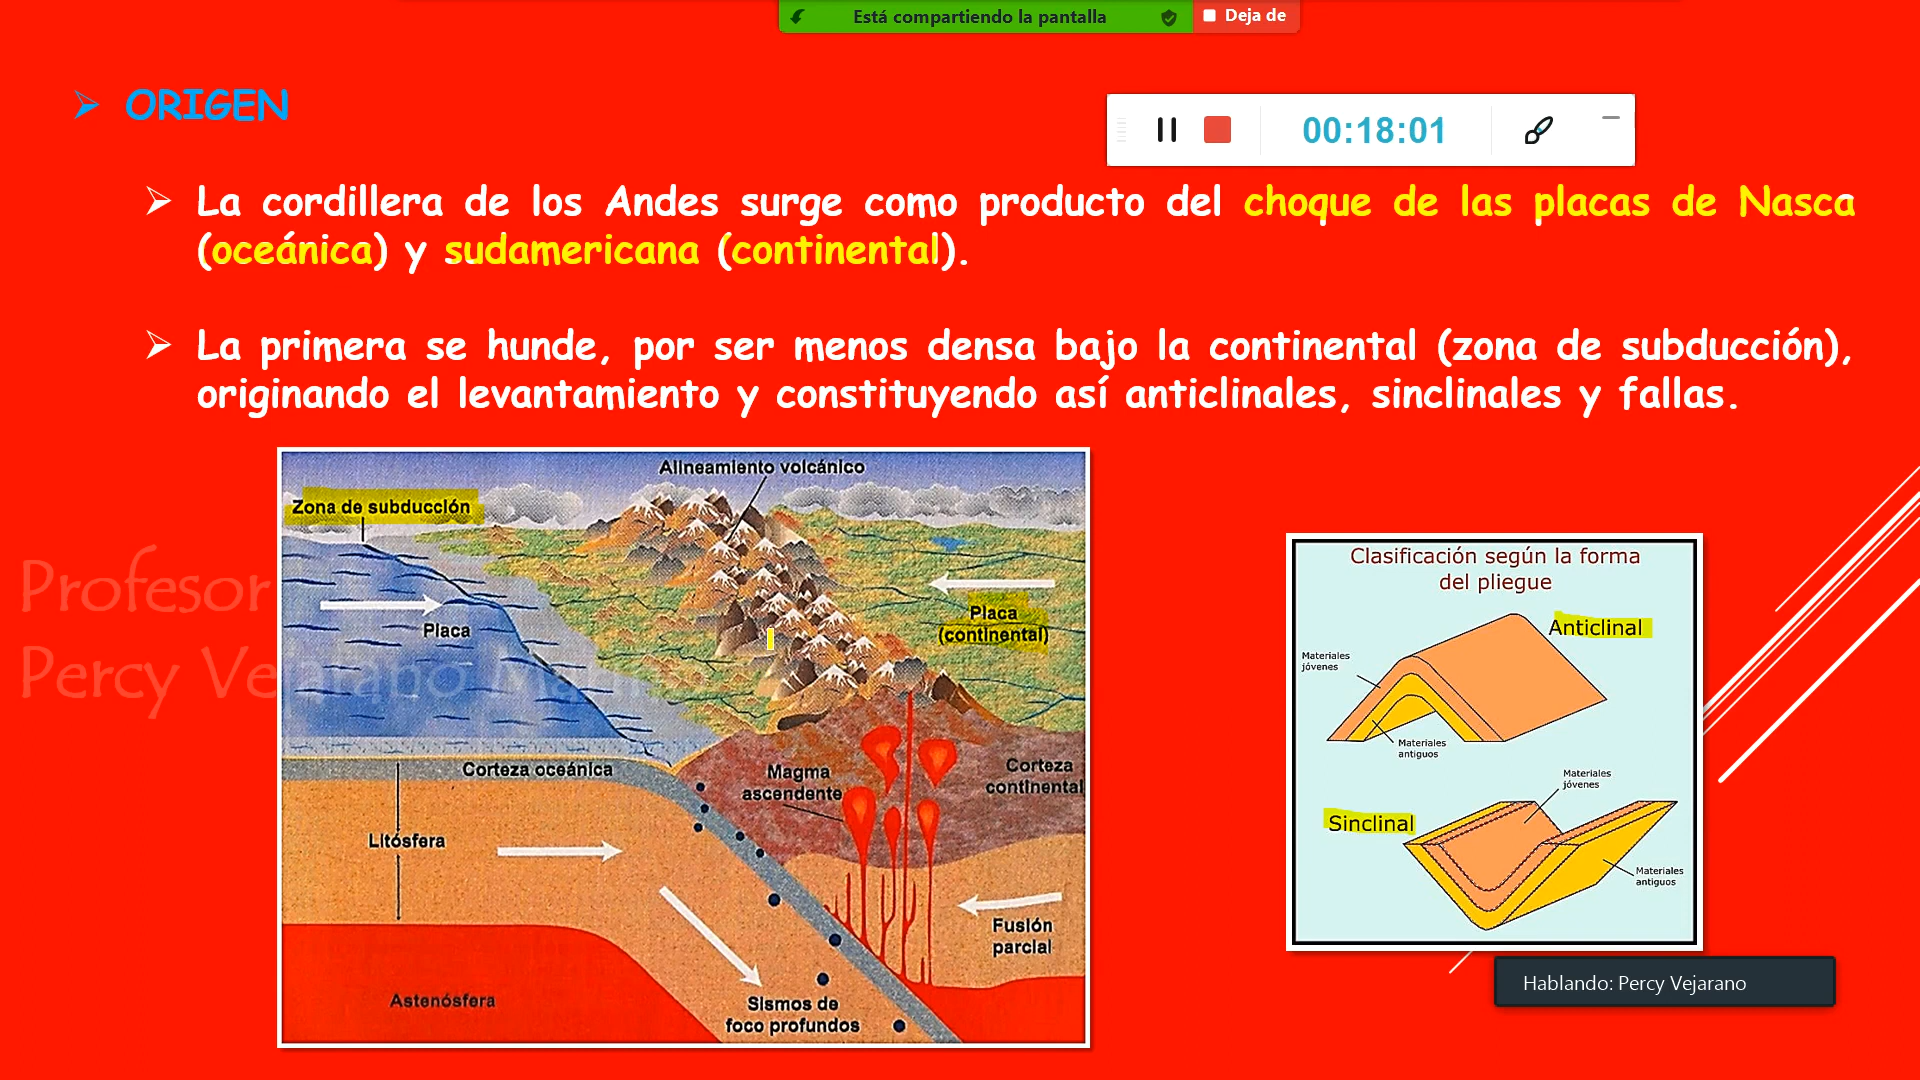 Está compartiendo la pantalla
Deja de
ORIGEN
00:18:01
La cordillera de los Andes surge como producto del choque de las placas de Nasca
(oceánica) y sudamericana (continental).
La primera se hunde, por ser menos densa bajo la continental (zona de subducción),
originando el levantamiento y constituyendo así anticlinales, sinclinales y fallas.
Alineamiento volcánico
Zona de subducción
Placa
Placa
(continental)
Corteza oceánica
Magma
ascendente
Corteza
continental
Litósfera
Fusión
parcial
Astenósfera
Sismos de
foco profundos
Profesor
Percy Vejarano
Clasificación según la forma
del pliegue
Anticlinal
Materiales
jóvenes
Materiales
antiguos
Materiales
jóvenes
Sinclinal
Materiales
antiguos
Hablando: Percy Vejarano